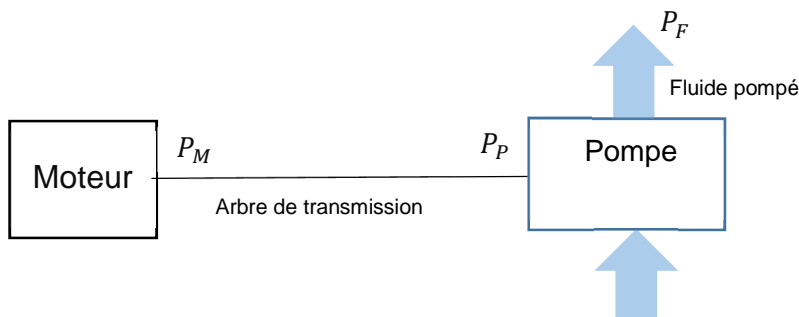 P_F
Fluide pompé
P_M
P_P
Pompe
Moteur
Arbre de transmission